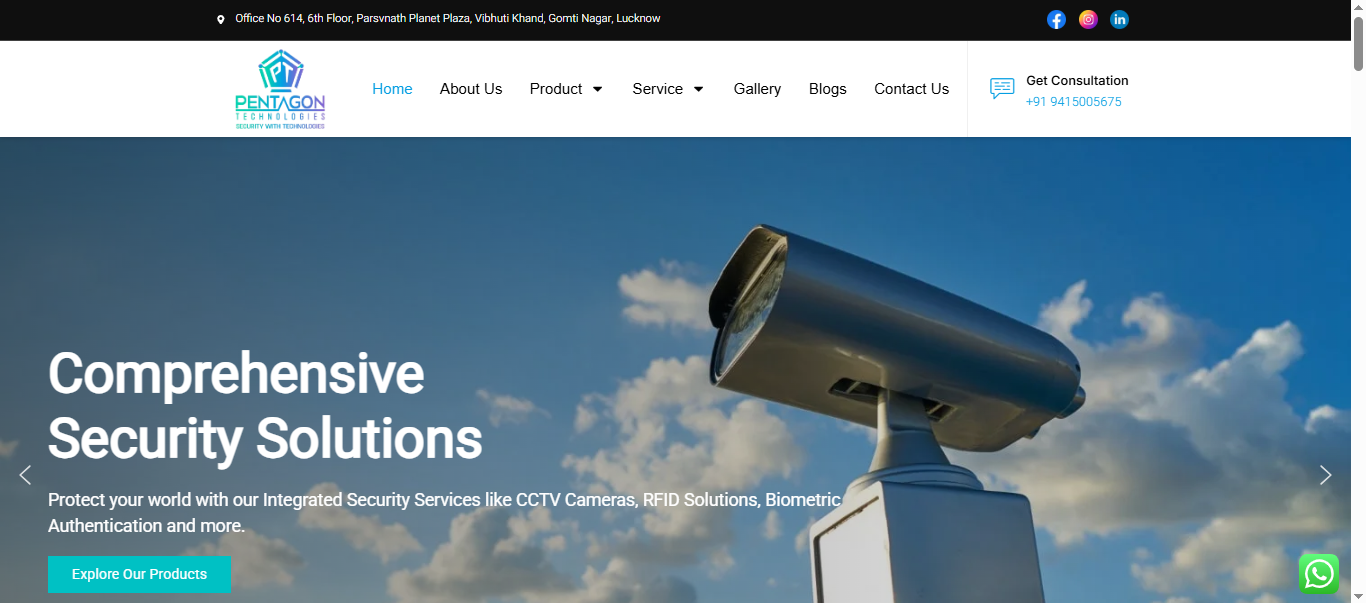 Office No 614, 6th Floor, Parsvnath Planet Plaza, Vibhuti Khand, Gomti Nagar, Lucknow
PT
PENTAGON
TECHNOLOGIES
SECURITY WITH TECHNOLOGIES
Home About Us Product Service Gallery Blogs Contact Us
Get Consultation
+91 9415005675
Comprehensive
Security Solutions
Protect your world with our Integrated Security Services like CCTV Cameras, RFID Solutions, Biometric
Authentication and more.
Explore Our Products